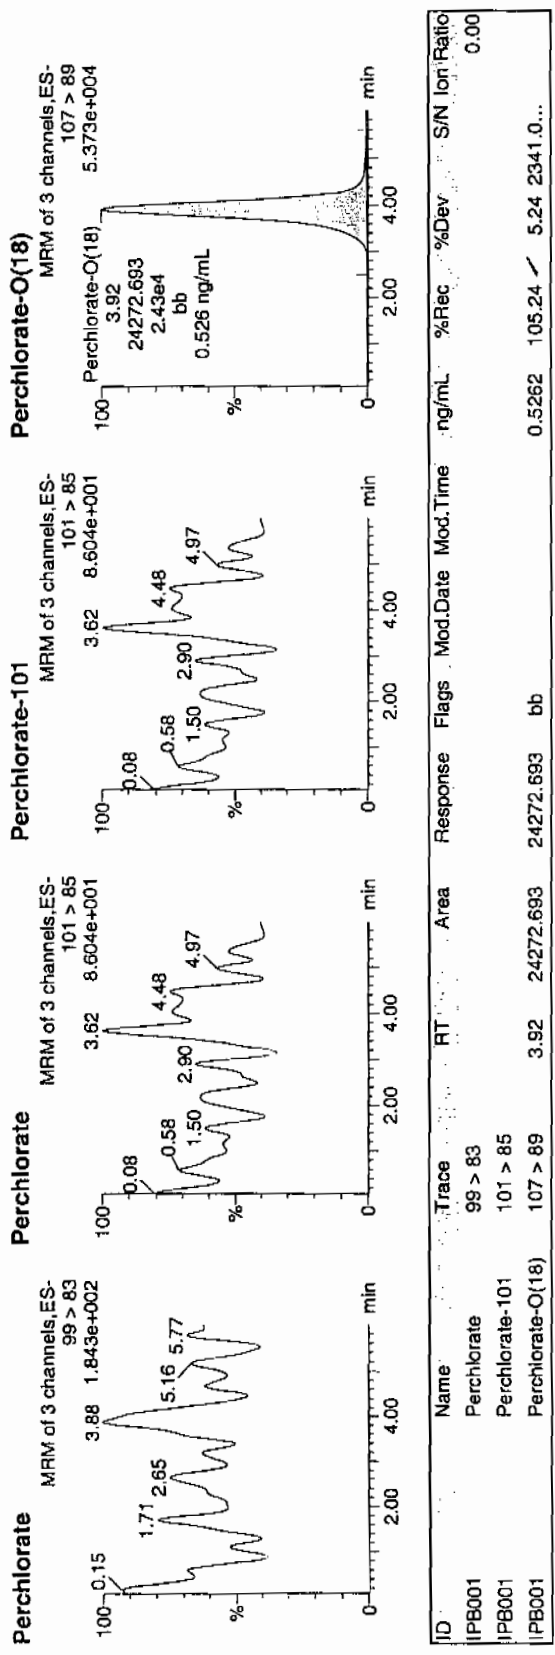 Perchlorate
MRM of 3 channels,ES-
99 > 83
1.843e+002
100
%
0
0.15
1.71
2.65
3.88
5.16
5.77
2.00
4.00
min
Perchlorate
MRM of 3 channels,ES-
101 > 85
8.604e+001
100
%
0
0.08
0.58
1.50
2.90
3.62
4.48
4.97
2.00
4.00
min
Perchlorate-101
MRM of 3 channels,ES-
101 > 85
8.604e+001
100
%
0
0.08
0.58
1.50
2.90
3.62
4.48
4.97
2.00
4.00
min
Perchlorate-O(18)
MRM of 3 channels,ES-
107 > 89
5.373e+004
100
%
0
Perchlorate-O(18)
3.92
24272.693
2.43e4
bb
0.526 ng/mL
2.00
4.00
min
ID Name Trace RT Area Response Flags Mod.Date Mod.Time ng/mL %Rec %Dev S/N Ion Ratio
IPB001 Perchlorate 99 > 83 0.00
IPB001 Perchlorate-101 101 > 85
IPB001 Perchlorate-O(18) 107 > 89 3.92 24272.693 24272.693 bb 0.5262 105.24 ✓ 5.24 2341.0...